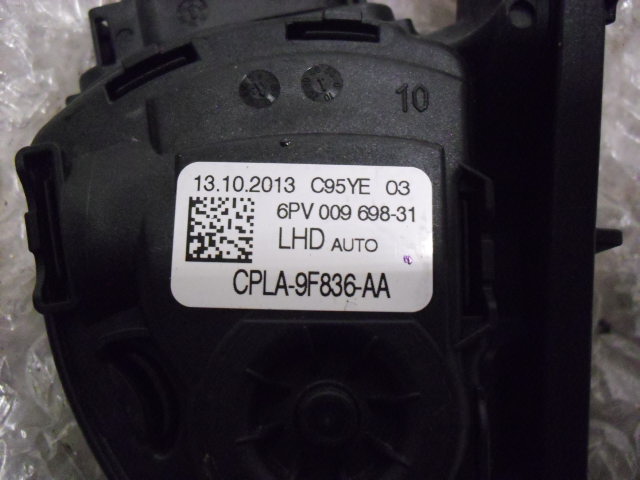 10
13.10.2013 C95YE 03
6PV 009 698-31
LHD AUTO
CPLA-9F836-AA